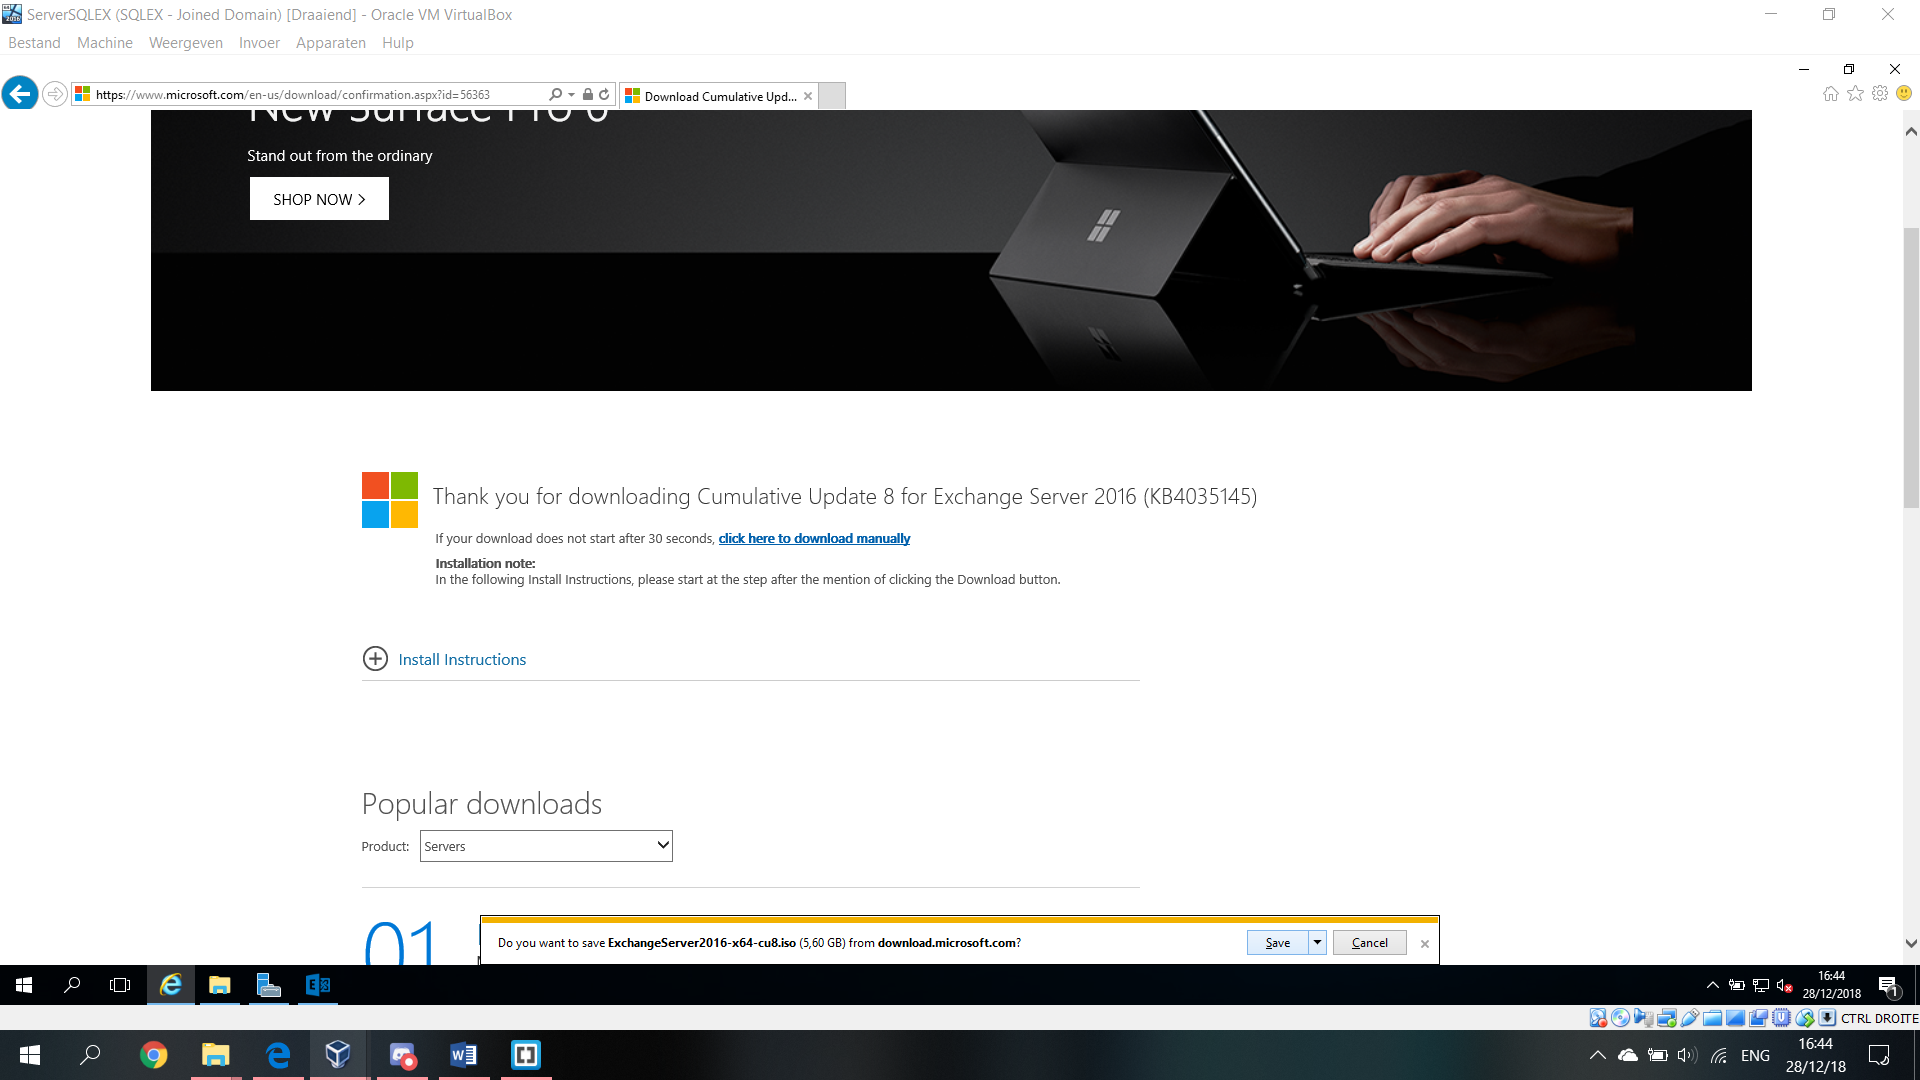 ServerSQLEX (SQLEX - Joined Domain) [Draaiend] - Oracle VM VirtualBox
Bestand Machine Weergeven Invoer Apparaten Hulp
https://www.microsoft.com/en-us/download/confirmation.aspx?id=56363
Download Cumulative Upd...
New Surface Pro 6
Stand out from the ordinary
SHOP NOW >
Thank you for downloading Cumulative Update 8 for Exchange Server 2016 (KB4035145)
If your download does not start after 30 seconds, click here to download manually
Installation note:
In the following Install Instructions, please start at the step after the mention of clicking the Download button.
Install Instructions
Popular downloads
Product: Servers
01
Do you want to save ExchangeServer2016-x64-cu8.iso (5,60 GB) from download.microsoft.com?
Save Cancel
16:44
28/12/2018
1
CTRL DROITE
ENG
16:44
28/12/18